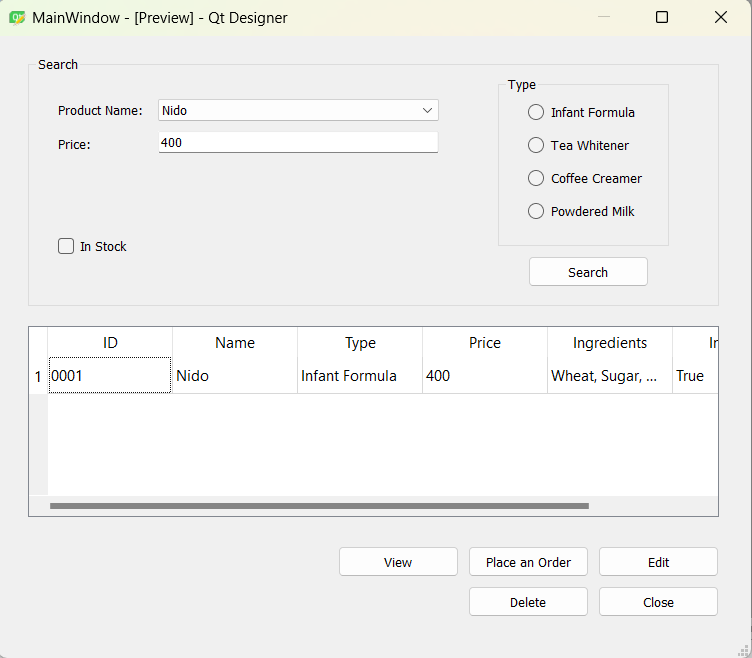 MainWindow - [Preview] - Qt Designer
Search
Product Name: Nido
Price: 400
In Stock
Type
Infant Formula
Tea Whitener
Coffee Creamer
Powdered Milk
Search
ID Name Type Price Ingredients
1 0001 Nido Infant Formula 400 Wheat, Sugar, ... True
View Place an Order Edit
Delete Close